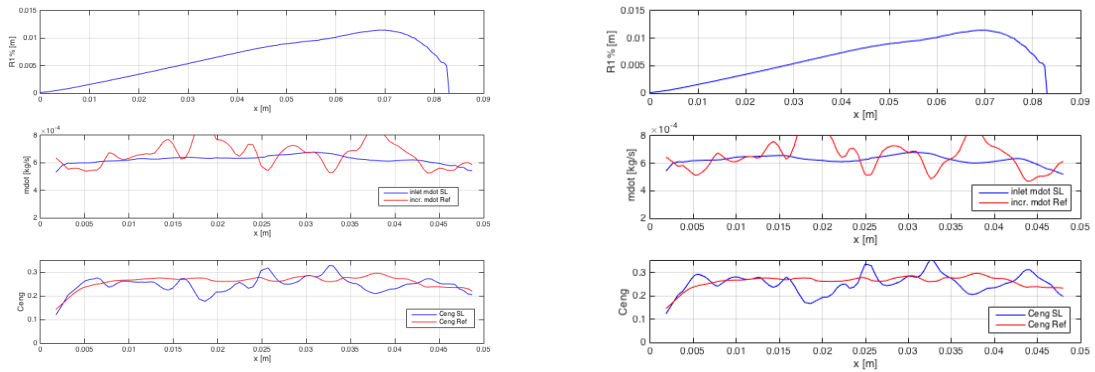 0.015
0.01
0.005
0
R1% [m]
0 0.01 0.02 0.03 0.04 0.05 0.06 0.07 0.08 0.09
x [m]
×10⁻⁴
8
6
4
2
mdot [kg/s]
inlet mdot SL
incr. mdot Ref
0 0.005 0.01 0.015 0.02 0.025 0.03 0.035 0.04 0.045 0.05
x [m]
0.3
0.2
0.1
0
Ceng
Ceng SL
Ceng Ref
0 0.005 0.01 0.015 0.02 0.025 0.03 0.035 0.04 0.045 0.05
x [m]
0.015
0.01
0.005
0
R1% [m]
0 0.01 0.02 0.03 0.04 0.05 0.06 0.07 0.08 0.09
x [m]
×10⁻⁴
8
6
4
2
mdot [kg/s]
inlet mdot SL
incr. mdot Ref
0 0.005 0.01 0.015 0.02 0.025 0.03 0.035 0.04 0.045 0.05
x [m]
0.3
0.2
0.1
0
Ceng
Ceng SL
Ceng Ref
0 0.005 0.01 0.015 0.02 0.025 0.03 0.035 0.04 0.045 0.05
x [m]